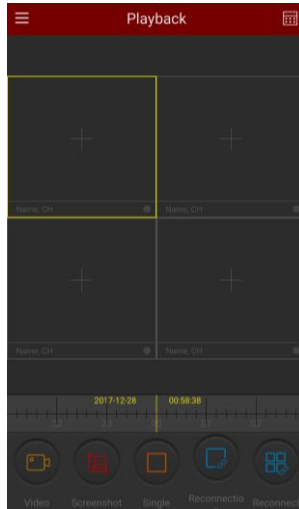 Playback
Name, CH
Name, CH
Name, CH
Name, CH
2017-12-28 00:58:38
Video Screenshot Single Reconnectio Reconnect